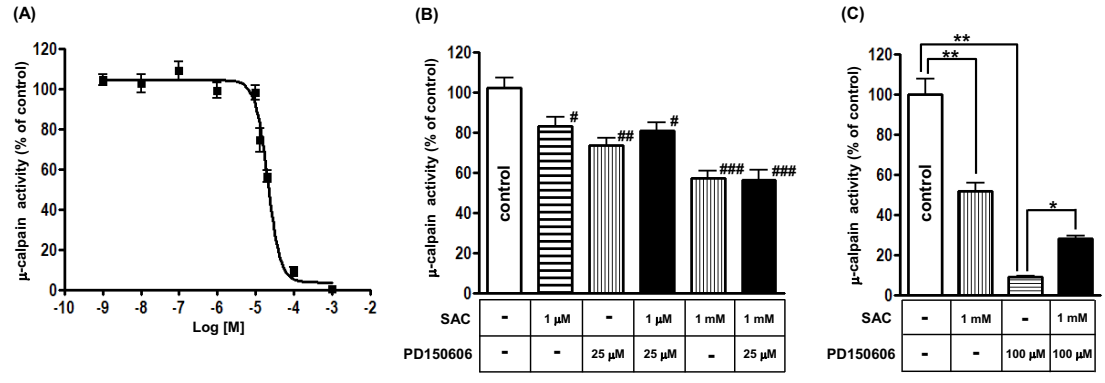 (A)
μ-calpain activity (% of control)
120
100
80
60
40
20
0
-10 -9 -8 -7 -6 -5 -4 -3 -2
Log [M]
(B)
μ-calpain activity (% of control)
120
100
80
60
40
20
0
control
# ## # ### ###
SAC - 1 μM - 1 μM 1 mM 1 mM
PD150606 - - 25 μM 25 μM - 25 μM
(C)
μ-calpain activity (% of control)
120
100
80
60
40
20
0
**
**
*
control
SAC - 1 mM - 1 mM
PD150606 - - 100 μM 100 μM